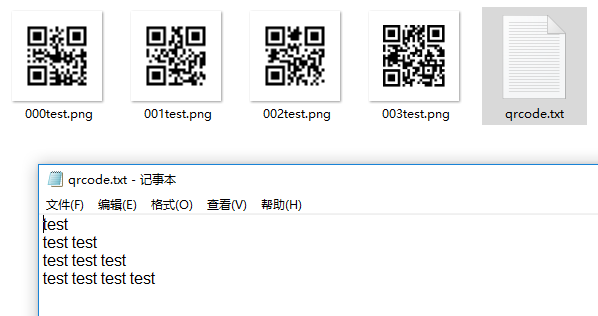 000test.png 001test.png 002test.png 003test.png qrcode.txt
qrcode.txt - 记事本
文件(F) 编辑(E) 格式(O) 查看(V) 帮助(H)
test
test test
test test test
test test test test